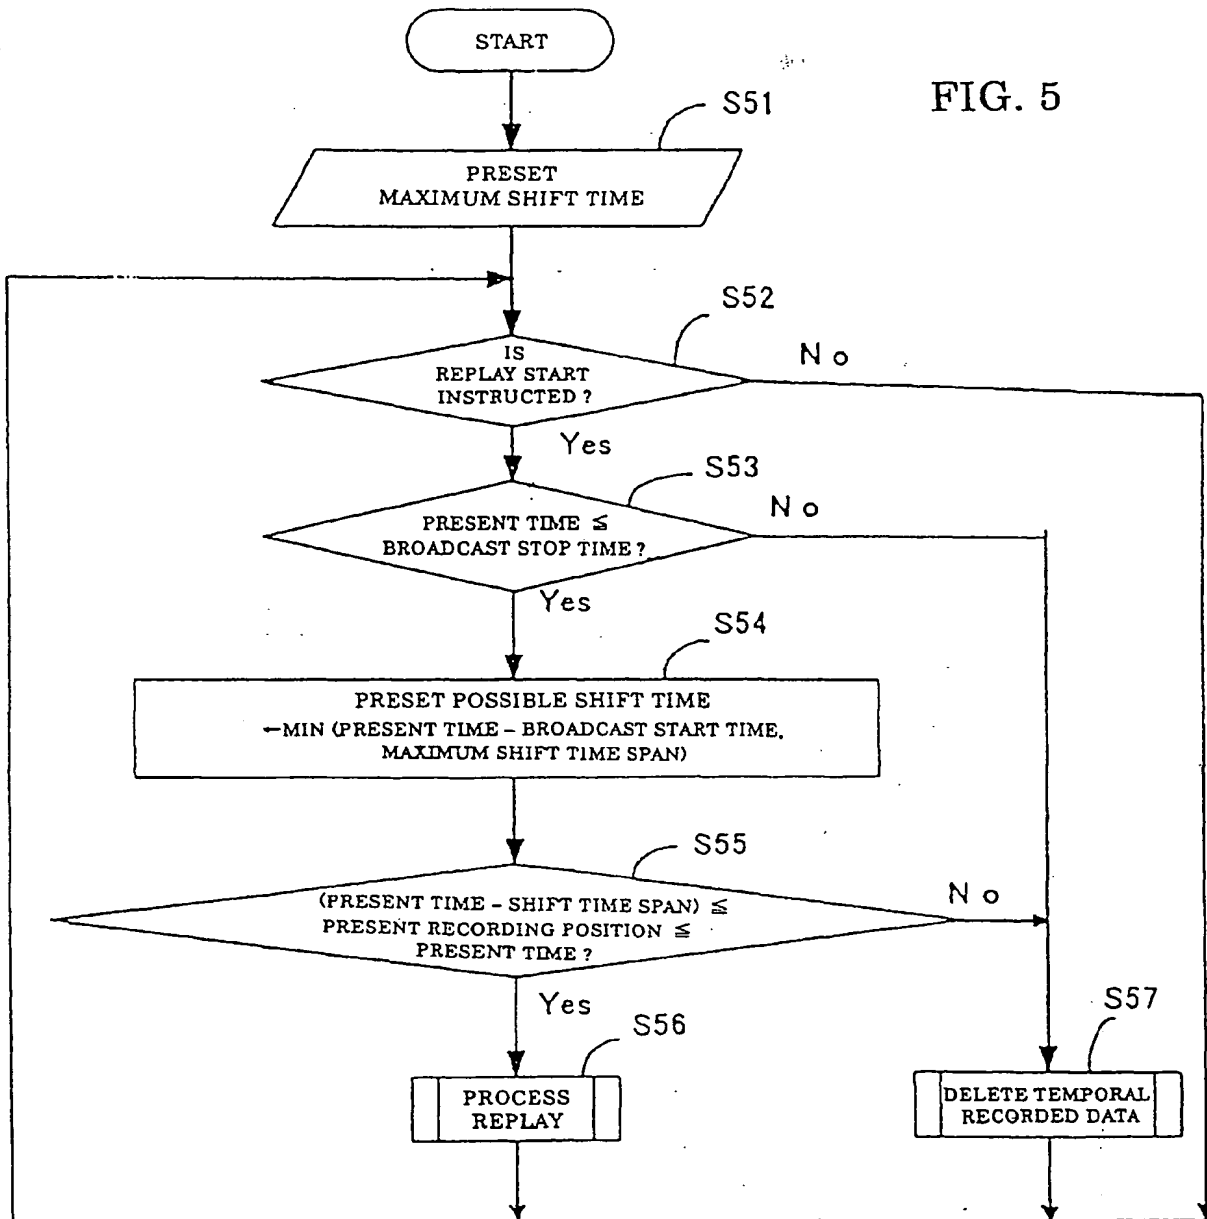 START
FIG. 5
S51
PRESET
MAXIMUM SHIFT TIME
S52
IS
REPLAY START
INSTRUCTED ?
No
Yes
S53
PRESENT TIME ≦
BROADCAST STOP TIME ?
No
Yes
S54
PRESET POSSIBLE SHIFT TIME
←MIN (PRESENT TIME – BROADCAST START TIME,
MAXIMUM SHIFT TIME SPAN)
S55
(PRESENT TIME – SHIFT TIME SPAN) ≦
PRESENT RECORDING POSITION ≦
PRESENT TIME ?
No
Yes
S56
PROCESS
REPLAY
S57
DELETE TEMPORAL
RECORDED DATA